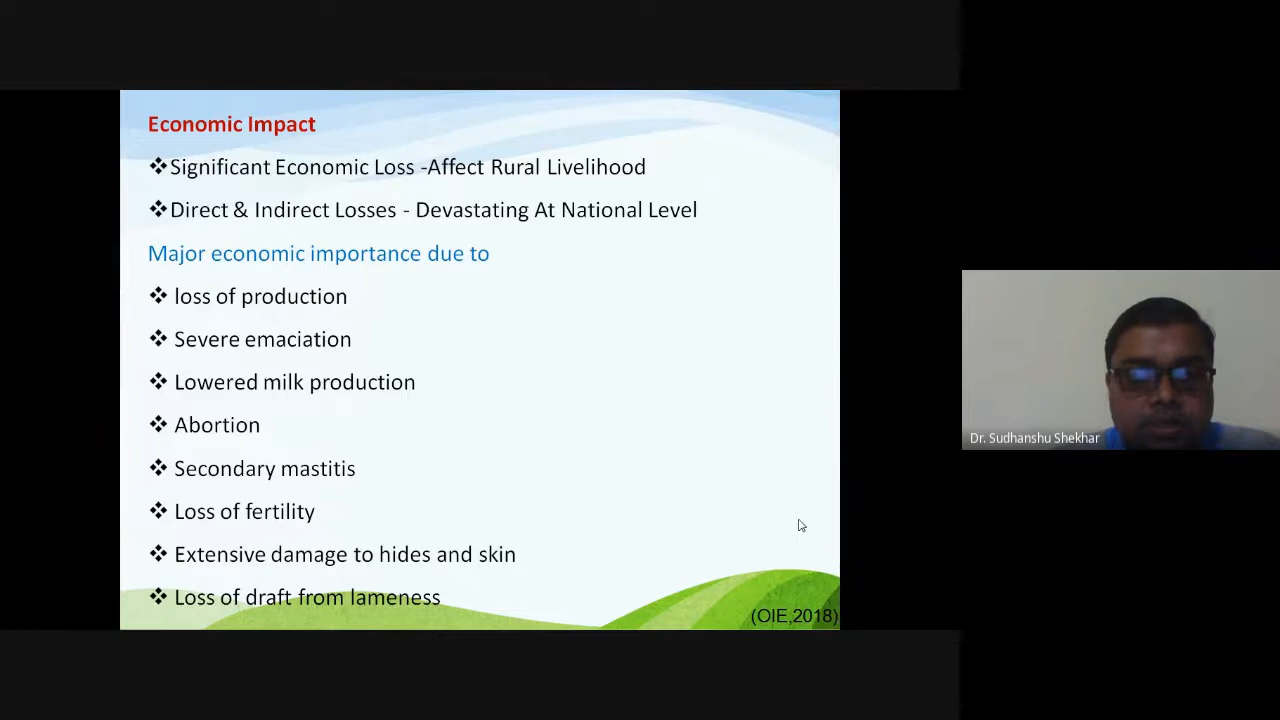 Economic Impact
❖Significant Economic Loss -Affect Rural Livelihood
❖Direct & Indirect Losses - Devastating At National Level
Major economic importance due to
❖ loss of production
❖ Severe emaciation
❖ Lowered milk production
❖ Abortion
❖ Secondary mastitis
❖ Loss of fertility
❖ Extensive damage to hides and skin
❖ Loss of draft from lameness
(OIE,2018)
Dr. Sudhanshu Shekhar